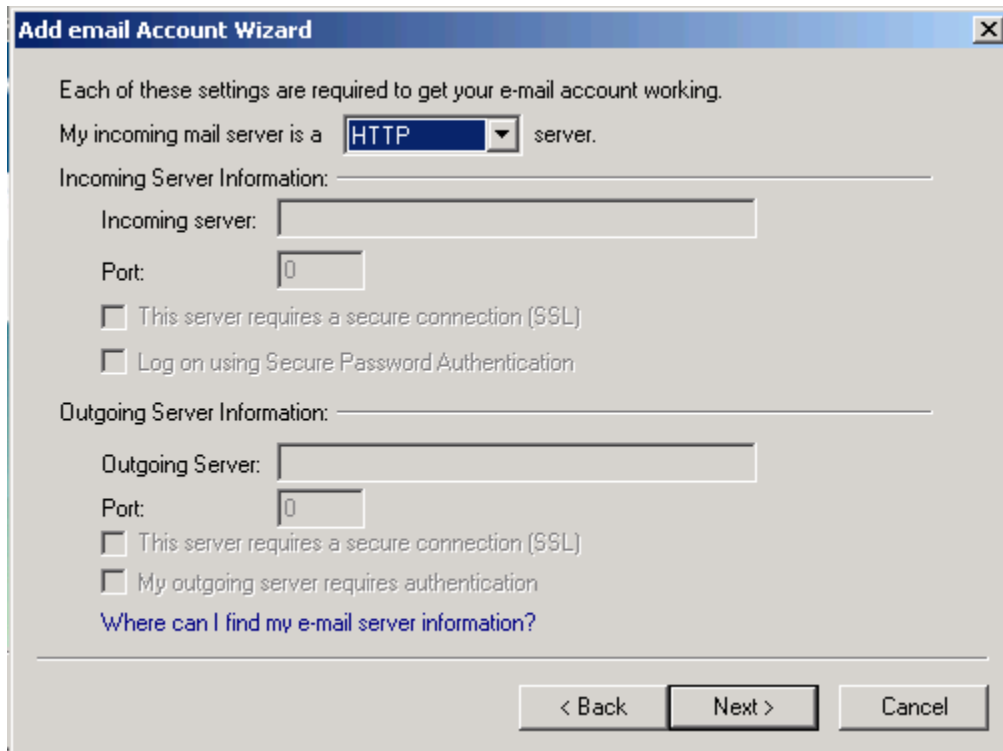 Add email Account Wizard
Each of these settings are required to get your e-mail account working.
My incoming mail server is a HTTP server.
Incoming Server Information:
Incoming server:
Port: 0
This server requires a secure connection (SSL)
Log on using Secure Password Authentication
Outgoing Server Information:
Outgoing Server:
Port: 0
This server requires a secure connection (SSL)
My outgoing server requires authentication
Where can I find my e-mail server information?
< Back Next > Cancel